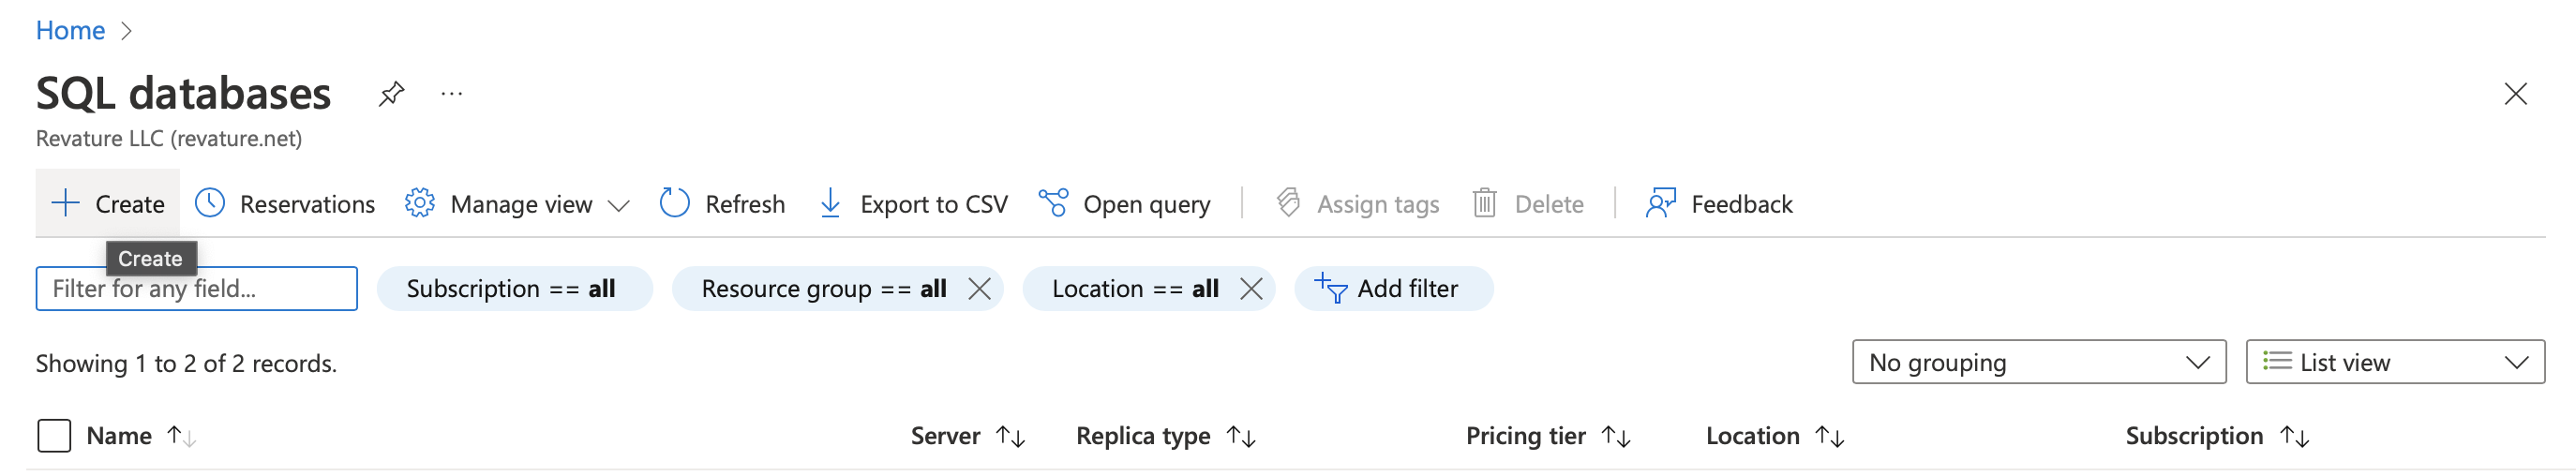 Home
SQL databases
Revature LLC (revature.net)
Create Reservations Manage view Refresh Export to CSV Open query Assign tags Delete Feedback
Create
Filter for any field... Subscription == all Resource group == all Location == all Add filter
Showing 1 to 2 of 2 records. No grouping List view
Name Server Replica type Pricing tier Location Subscription